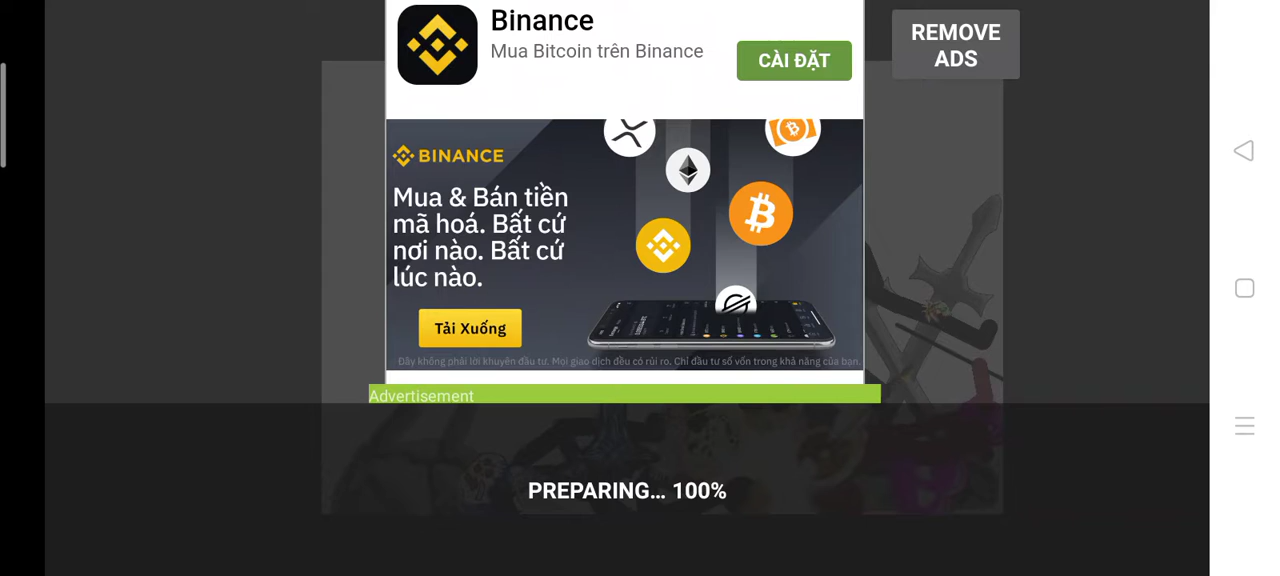 Binance
Mua Bitcoin trên Binance
CÀI ĐẶT
REMOVE
ADS
BINANCE
Mua & Bán tiền
mã hoá. Bất cứ
nơi nào. Bất cứ
lúc nào.
Tải Xuống
Đây không phải lời khuyên đầu tư. Mọi giao dịch đều có rủi ro. Chỉ đầu tư số vốn trong khả năng của bạn.
Advertisement
PREPARING... 100%